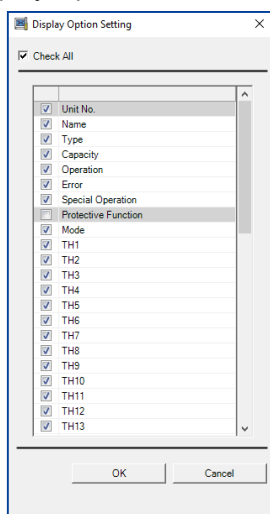 Display Option Setting
Check All
Unit No.
Name
Type
Capacity
Operation
Error
Special Operation
Protective Function
Mode
TH1
TH2
TH3
TH4
TH5
TH6
TH7
TH8
TH9
TH10
TH11
TH12
TH13
OK Cancel